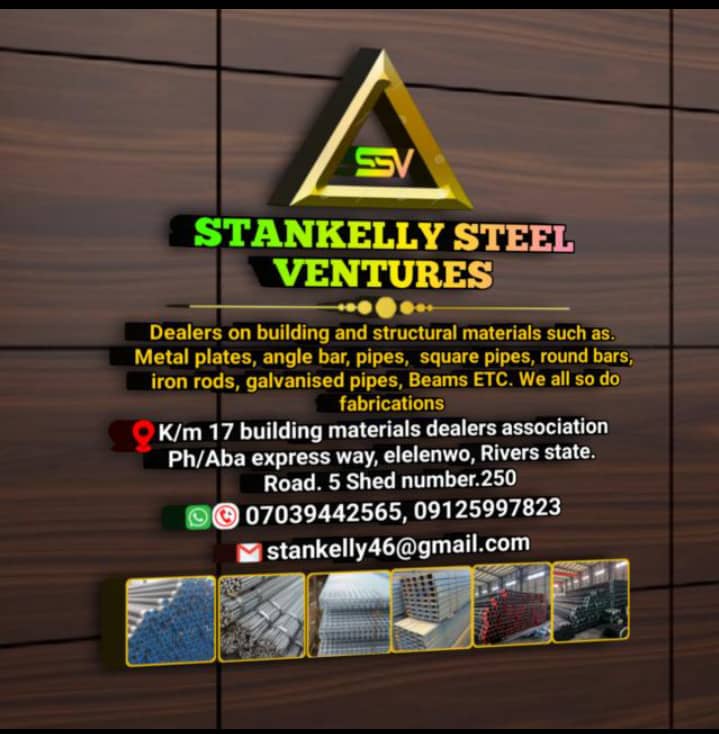 SSV
STANKELLY STEEL
VENTURES
Dealers on building and structural materials such as.
Metal plates, angle bar, pipes, square pipes, round bars,
iron rods, galvanised pipes, Beams ETC. We all so do
fabrications
K/m 17 building materials dealers association
Ph/Aba express way, elelenwo, Rivers state.
Road. 5 Shed number.250
07039442565, 09125997823
stankelly46@gmail.com